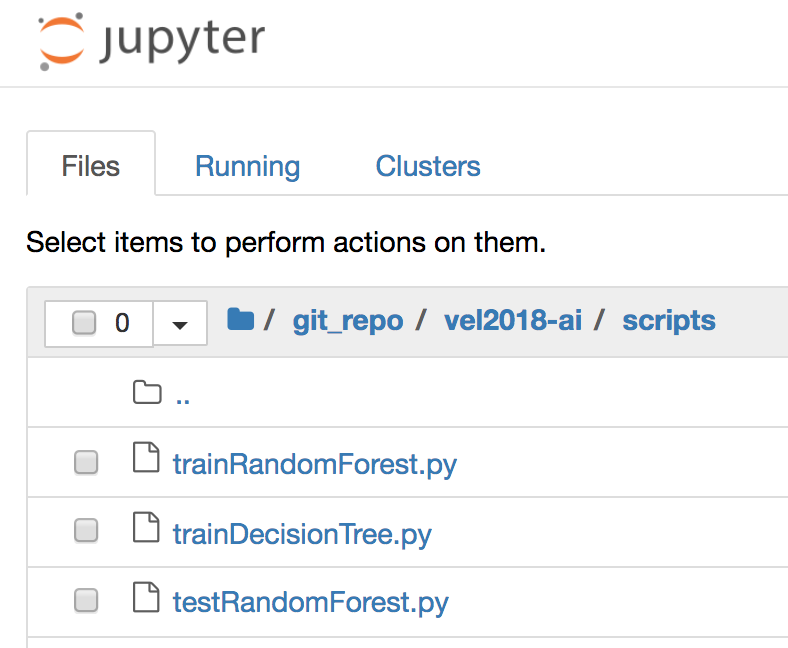 jupyter
Files Running Clusters
Select items to perform actions on them.
0 / git_repo / vel2018-ai / scripts
..
trainRandomForest.py
trainDecisionTree.py
testRandomForest.py